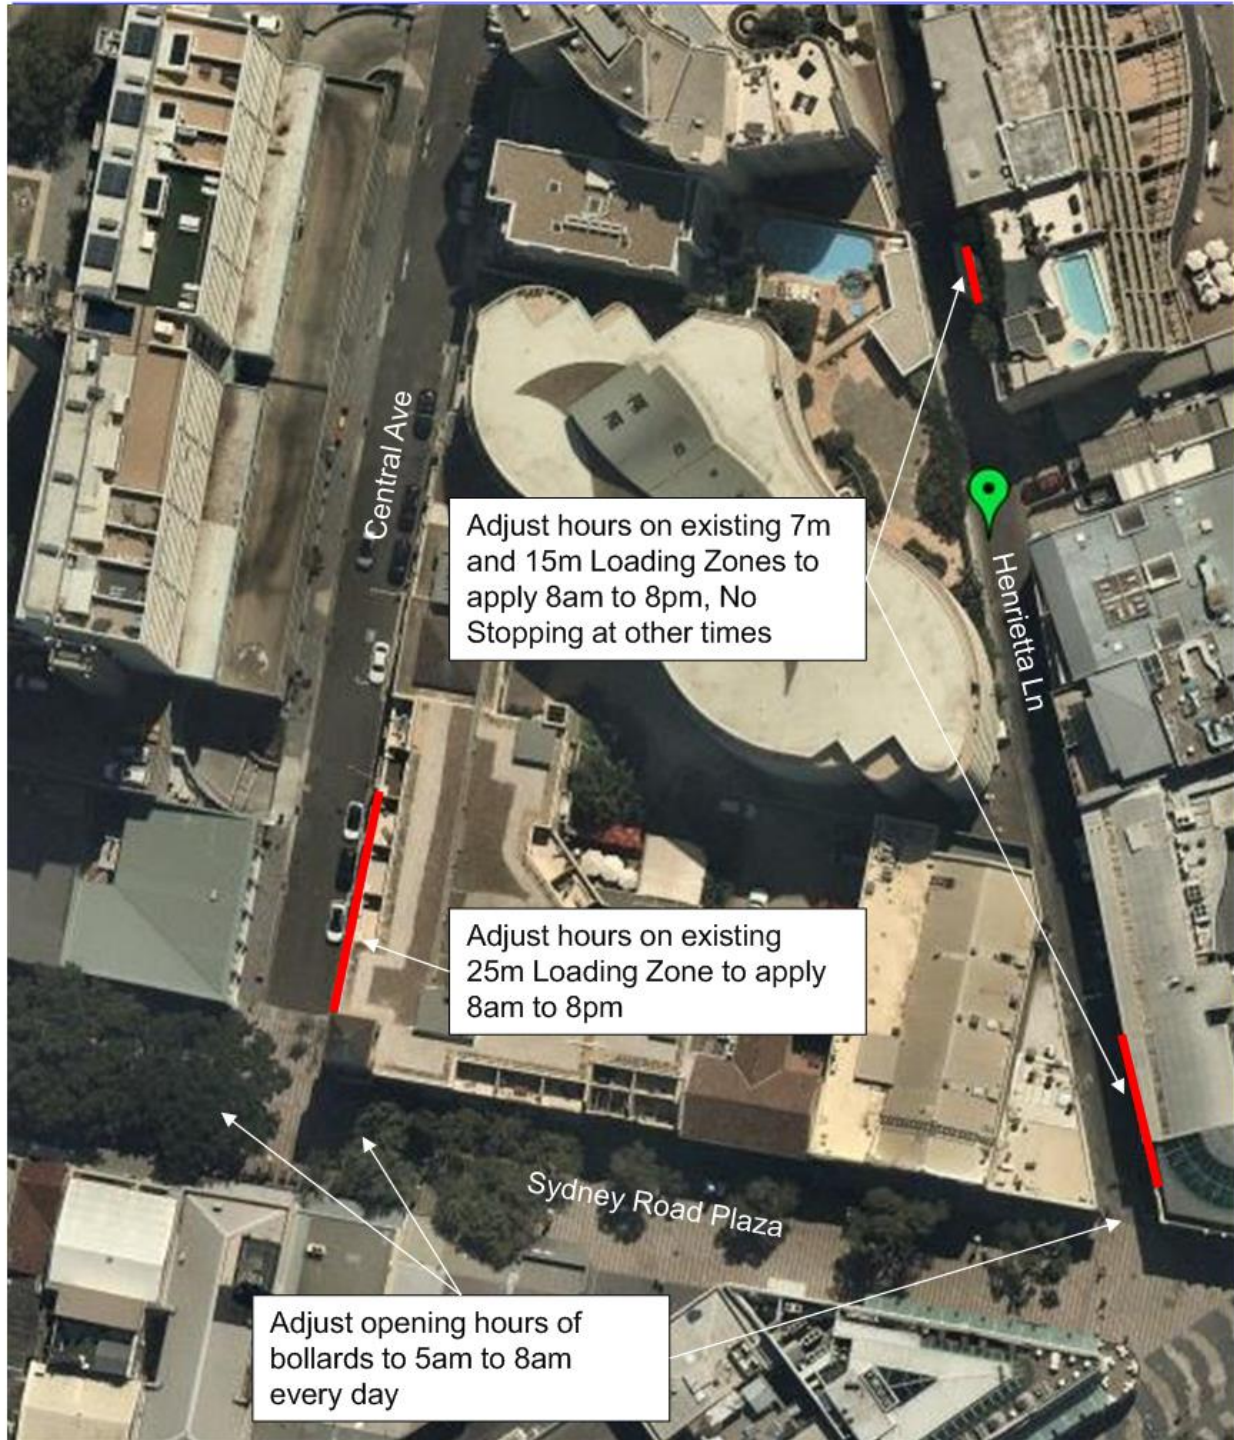 Central Ave
Adjust hours on existing 7m
and 15m Loading Zones to
apply 8am to 8pm, No
Stopping at other times
Henrietta Ln
Adjust hours on existing
25m Loading Zone to apply
8am to 8pm
Sydney Road Plaza
Adjust opening hours of
bollards to 5am to 8am
every day